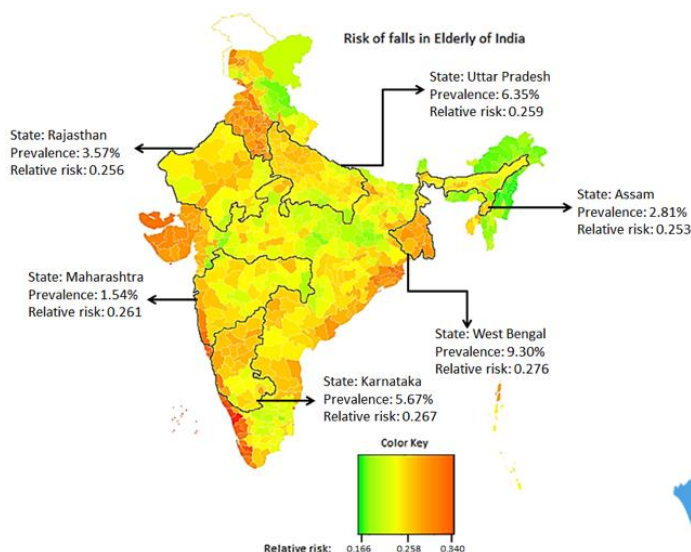 Risk of falls in Elderly of India
State: Uttar Pradesh
Prevalence: 6.35%
Relative risk: 0.259
State: Rajasthan
Prevalence: 3.57%
Relative risk: 0.256
State: Assam
Prevalence: 2.81%
Relative risk: 0.253
State: Maharashtra
Prevalence: 1.54%
Relative risk: 0.261
State: West Bengal
Prevalence: 9.30%
Relative risk: 0.276
State: Karnataka
Prevalence: 5.67%
Relative risk: 0.267
Color Key
Relative risk: 0.166 0.258 0.340